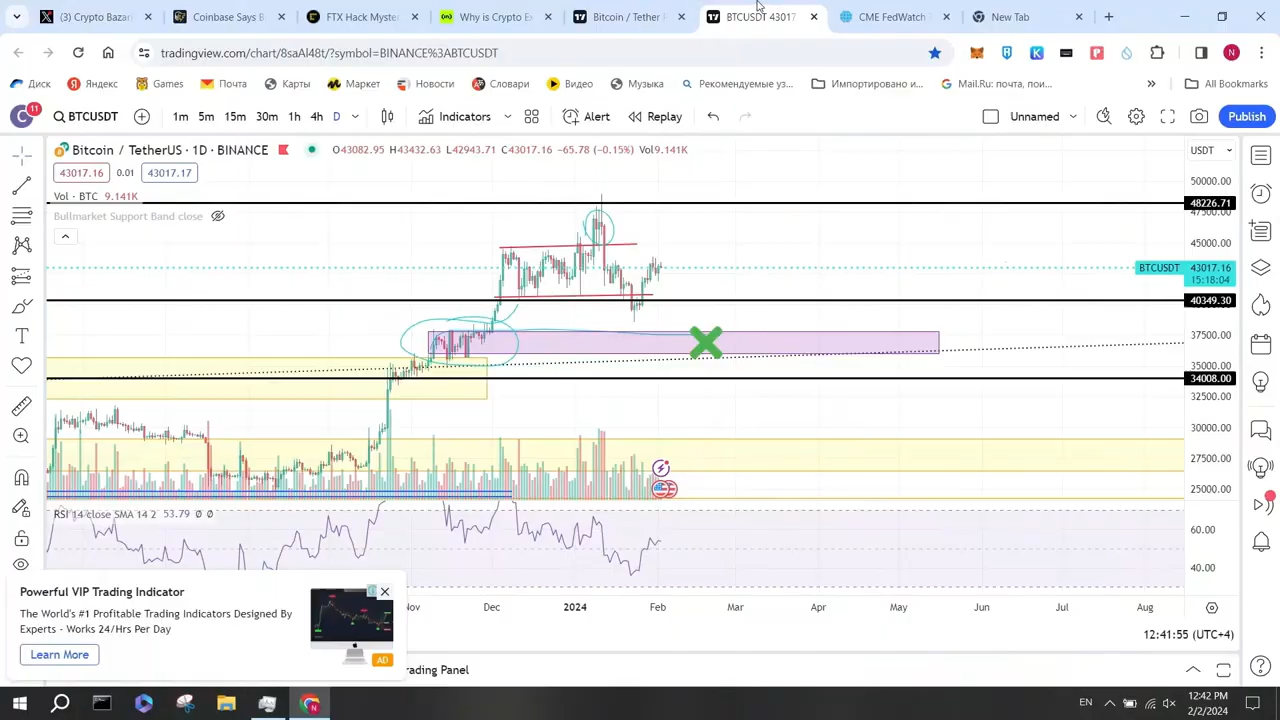 (3) Crypto Bazar
Coinbase Says B
FTX Hack Myster
Why is Crypto Ex
Bitcoin / Tether
BTCUSDT 43017
CME FedWatch
New Tab
tradingview.com/chart/8saAl48t/?symbol=BINANCE%3ABTCUSDT
N
Диск
Яндекс
Games
Почта
Карты
Маркет
Новости
Словари
Видео
Музыка
Рекомендуемые уз...
Импортировано и...
Mail.Ru: почта, пои...
All Bookmarks
C
11
BTCUSDT
1m
5m
15m
30m
1h
4h
D
Indicators
Alert
Replay
Unnamed
Publish
Bitcoin / TetherUS · 1D · BINANCE
O43082.95 H43432.63 L42943.71 C43017.16 -65.78 (-0.15%) Vol9.141K
43017.16
0.01
43017.17
Vol · BTC 9.141K
Bullmarket Support Band close
USDT
50000.00
48226.71
47500.00
45000.00
BTCUSDT
43017.16
15:18:04
40349.30
37500.00
35000.00
34008.00
32500.00
30000.00
27500.00
25000.00
RSI 14 close SMA 14 2 53.79 Ø Ø
60.00
40.00
Nov
Dec
2024
Feb
Mar
Apr
May
Jun
Jul
Aug
12:41:55 (UTC+4)
Powerful VIP Trading Indicator
The World's #1 Profitable Trading Indicators Designed By
Experts - Works 24/Hrs Per Day
Learn More
AD
rading Panel
EN
12:42 PM
2/2/2024